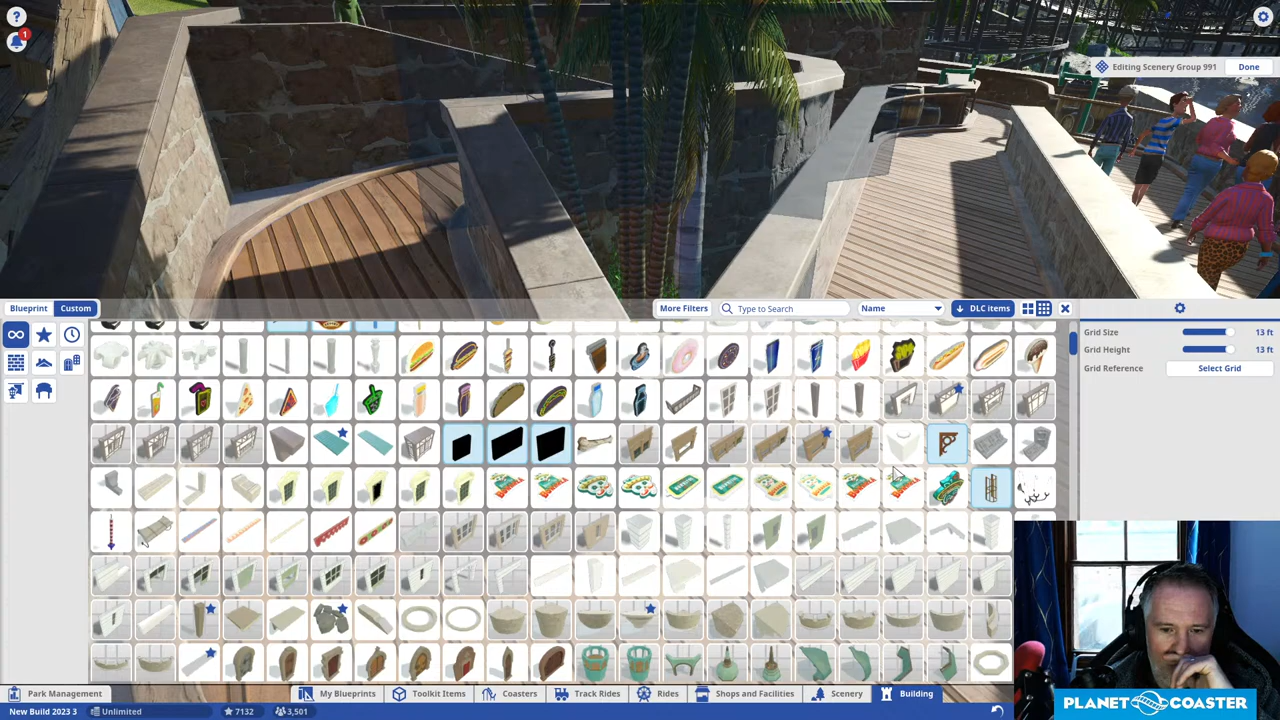 ?
1
Editing Scenery Group 991
Done
Blueprint
Custom
More Filters
Type to Search
Name
DLC items
Grid Size
13 ft
Grid Height
13 ft
Grid Reference
Select Grid
Park Management
My Blueprints
Toolkit Items
Coasters
Track Rides
Rides
Shops and Facilities
Scenery
Building
New Build 2023 3
Unlimited
7132
3,501
PLANET COASTER